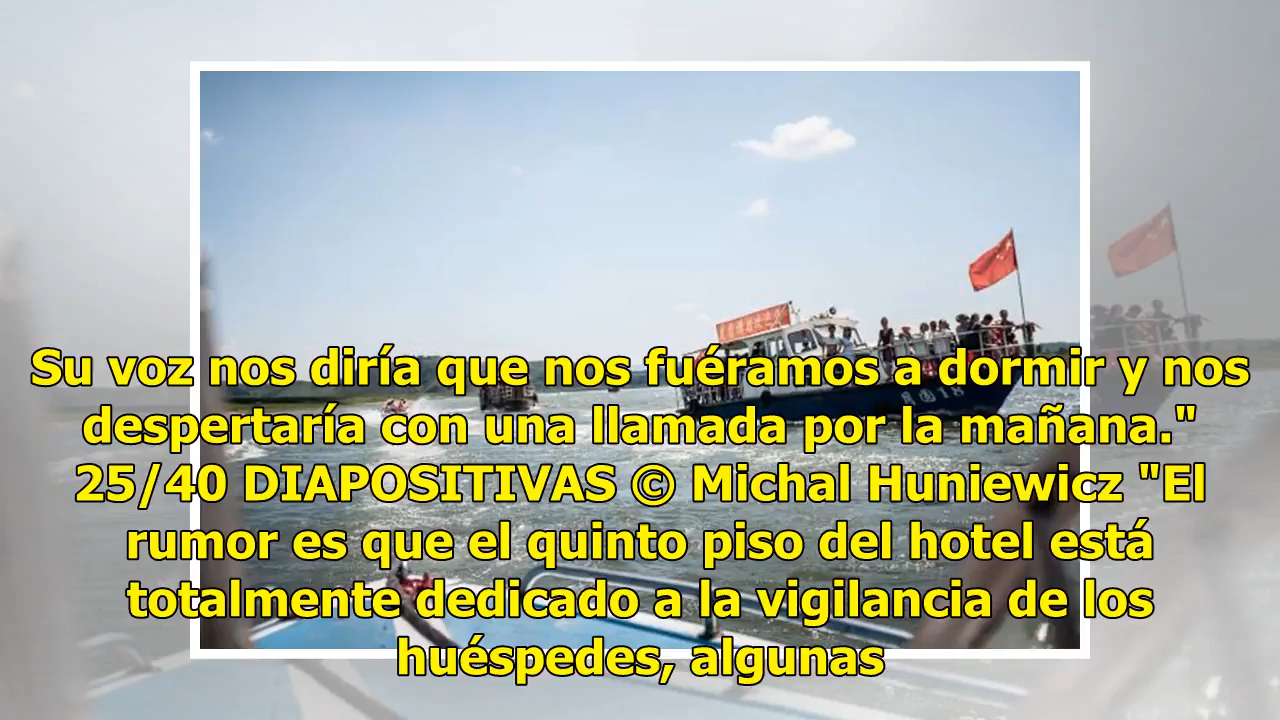 Su voz nos diría que nos fuéramos a dormir y nos
despertaría con una llamada por la mañana."
25/40 DIAPOSITIVAS © Michal Huniewicz "El
rumor es que el quinto piso del hotel está
totalmente dedicado a la vigilancia de los
huéspedes, algunas